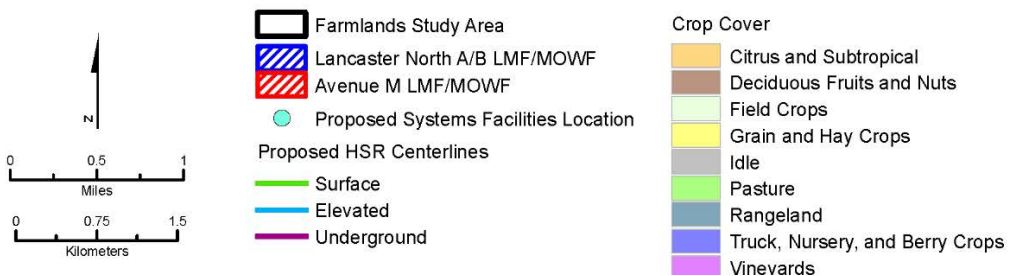 N
0 0.5 1
Miles
0 0.75 1.5
Kilometers
Farmlands Study Area
Lancaster North A/B LMF/MOWF
Avenue M LMF/MOWF
Proposed Systems Facilities Location
Proposed HSR Centerlines
Surface
Elevated
Underground
Crop Cover
Citrus and Subtropical
Deciduous Fruits and Nuts
Field Crops
Grain and Hay Crops
Idle
Pasture
Rangeland
Truck, Nursery, and Berry Crops
Vineyards